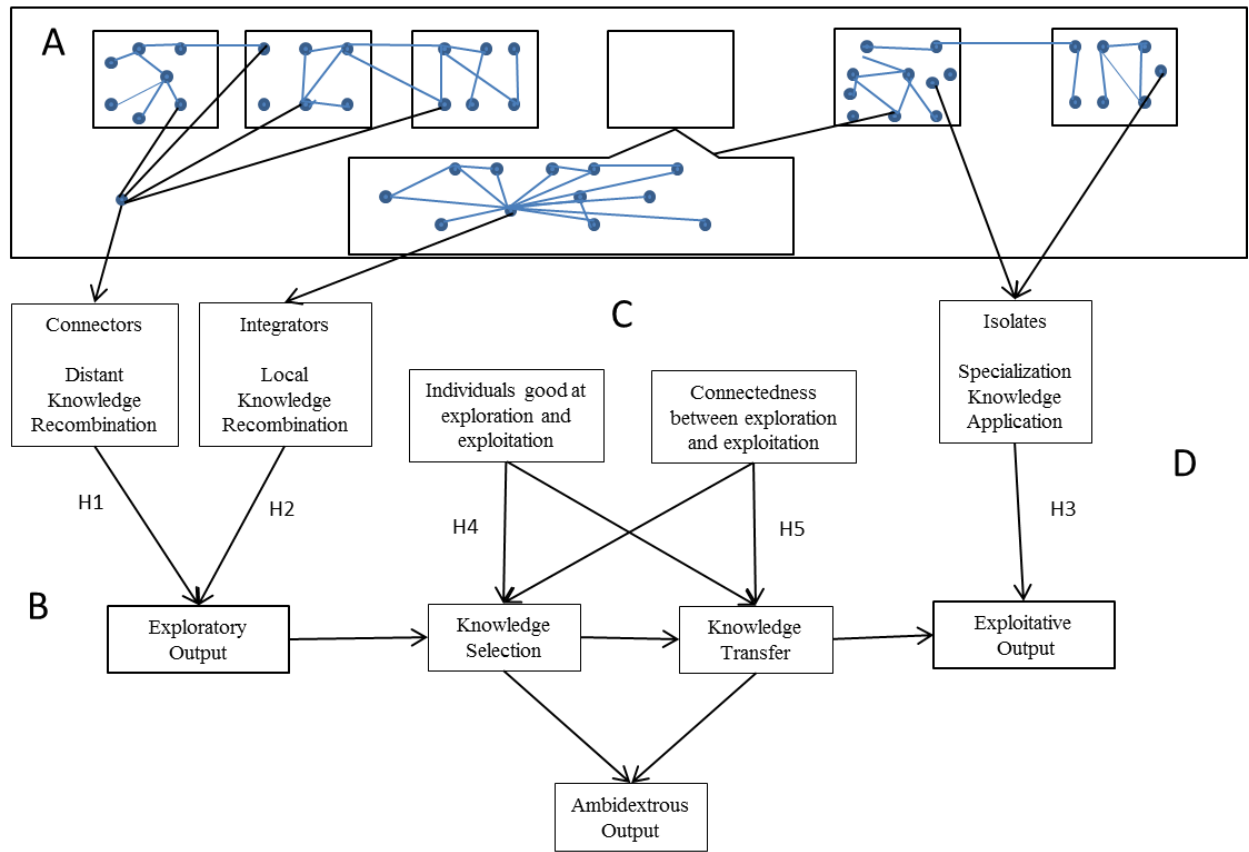 A
Connectors
Distant
Knowledge
Recombination
Integrators
Local
Knowledge
Recombination
C
Individuals good at
exploration and
exploitation
Connectedness
between exploration
and exploitation
Isolates
Specialization
Knowledge
Application
D
H1
H2
H4
H5
H3
B
Exploratory
Output
Knowledge
Selection
Knowledge
Transfer
Exploitative
Output
Ambidextrous
Output